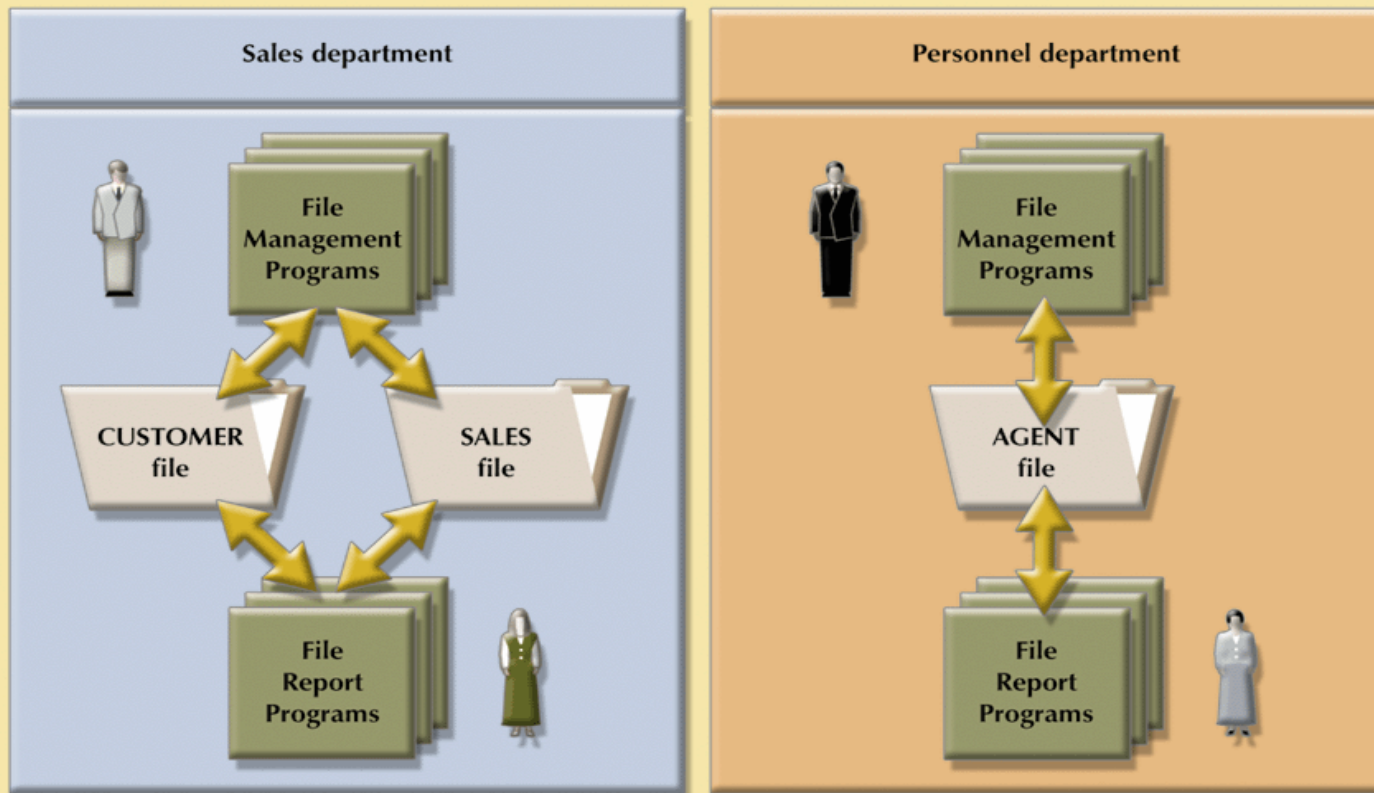 Sales department
File
Management
Programs
CUSTOMER
file
SALES
file
File
Report
Programs
Personnel department
File
Management
Programs
AGENT
file
File
Report
Programs